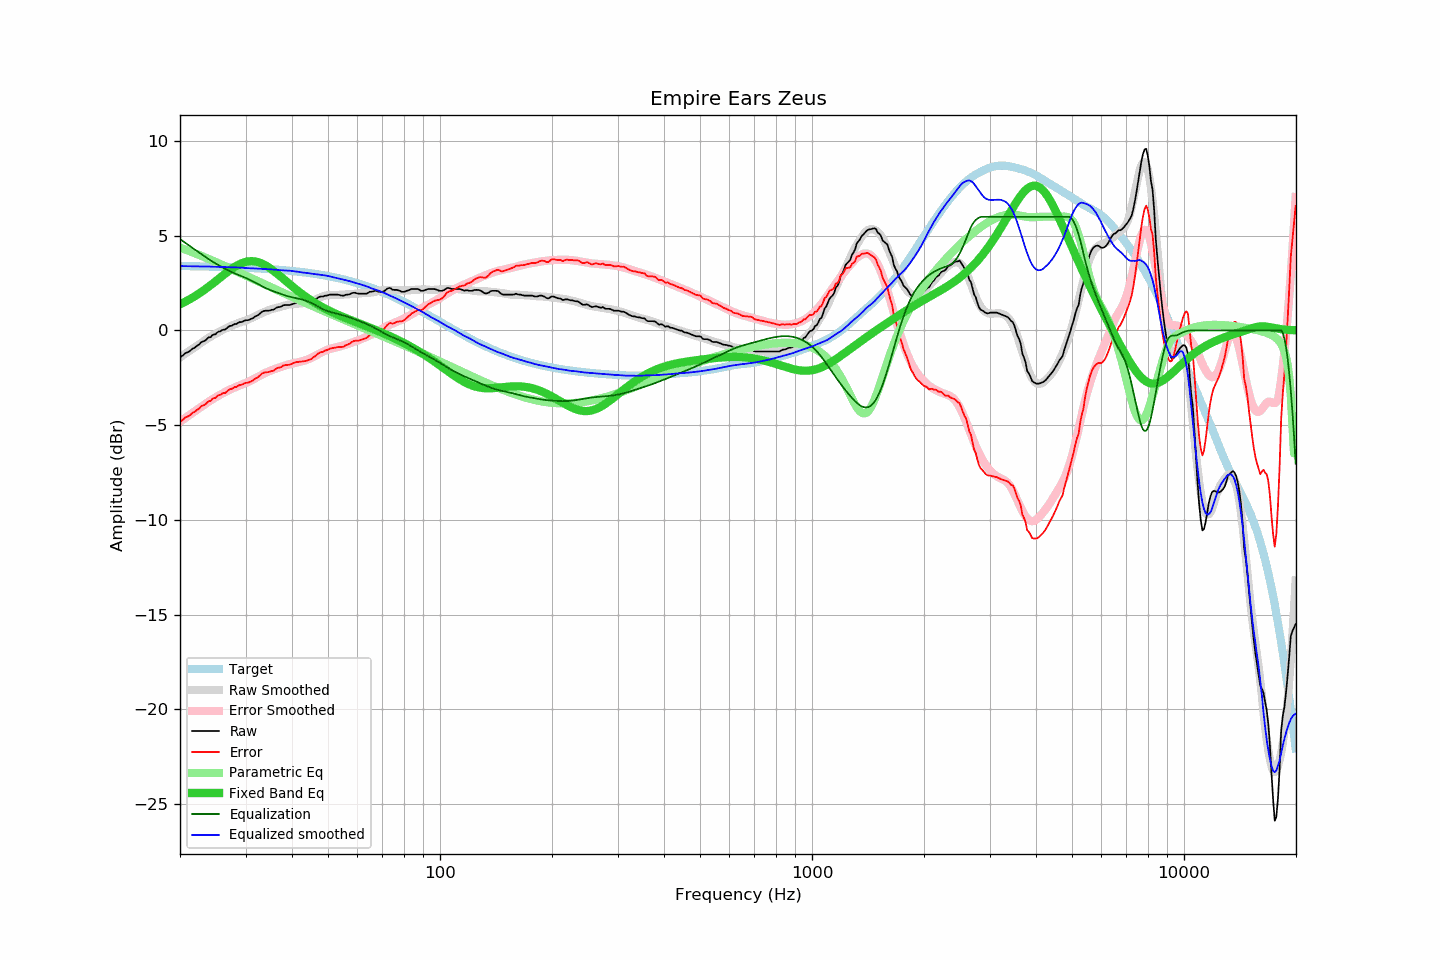 Empire Ears Zeus
10
5
0
−5
−10
−15
−20
−25
Amplitude (dBr)
Target
Raw Smoothed
Error Smoothed
Raw
Error
Parametric Eq
Fixed Band Eq
Equalization
Equalized smoothed
100
1000
10000
Frequency (Hz)